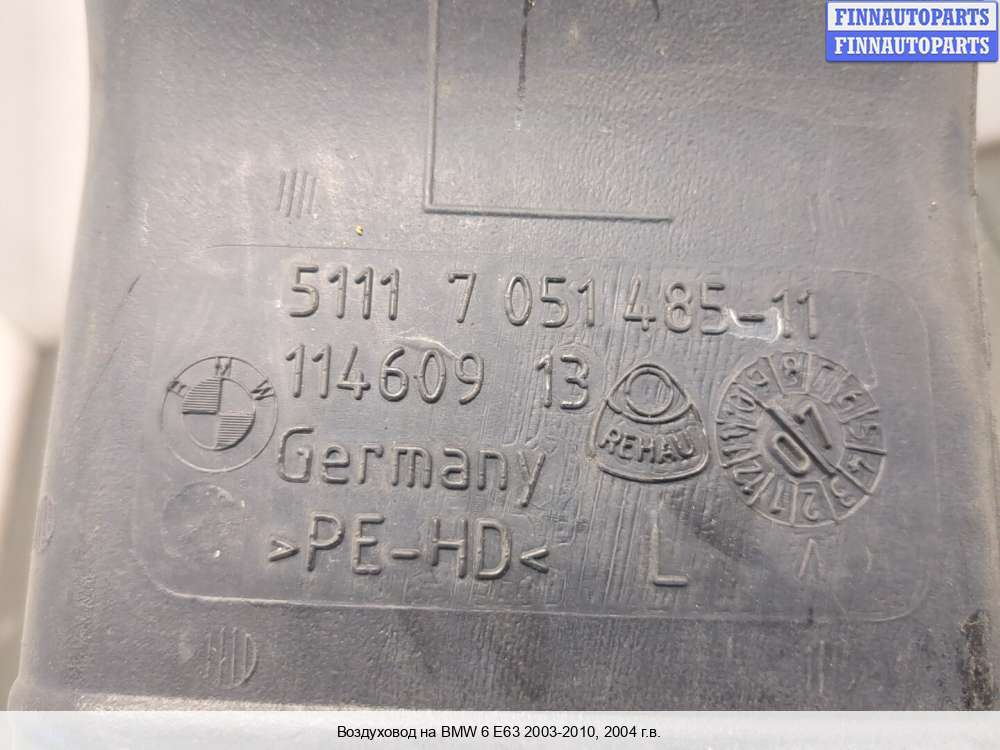 FINNAUTOPARTS
FINNAUTOPARTS
5111 7 051 485-11
114609 13
BMW
REHAU
Germany
>PE-HD<
L
Воздуховод на BMW 6 E63 2003-2010, 2004 г.в.